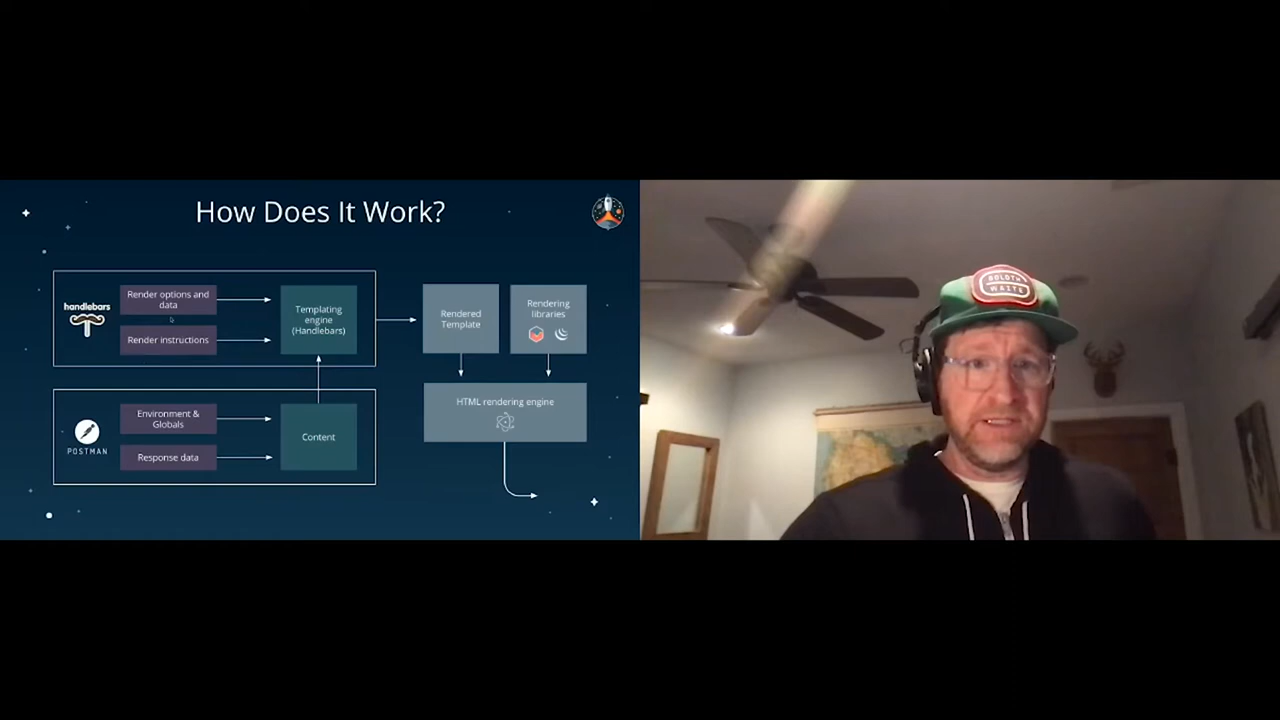 How Does It Work?
handlebars
Render options and
data
Render instructions
Templating
engine
(Handlebars)
Rendered
Template
Rendering
libraries
HTML rendering engine
POSTMAN
Environment &
Globals
Response data
Content